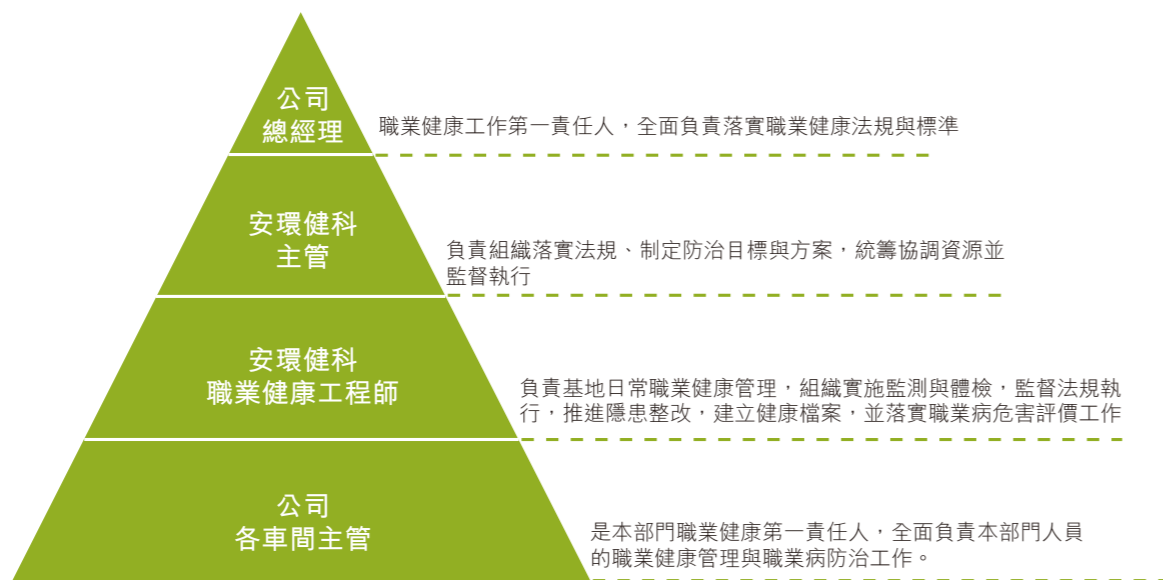 公司
總經理
職業健康工作第一責任人，全面負責落實職業健康法規與標準
安環健科
主管
負責組織落實法規、制定防治目標與方案，統籌協調資源並
監督執行
安環健科
職業健康工程師
負責基地日常職業健康管理，組織實施監測與體檢，監督法規執
行，推進隱患整改，建立健康檔案，並落實職業病危害評價工作
公司
各車間主管
是本部門職業健康第一責任人，全面負責本部門人員
的職業健康管理與職業病防治工作。